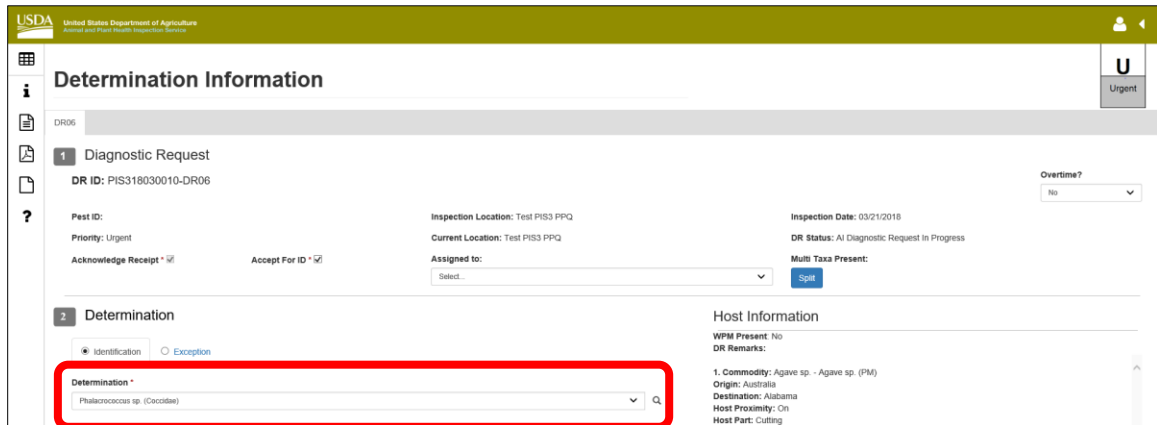 USDA United States Department of Agriculture
Animal and Plant Health Inspection Service
Determination Information
U
Urgent
DR06
1 Diagnostic Request
DR ID: PIS318030010-DR06
Overtime?
No
Pest ID: Inspection Location: Test PIS3 PPQ Inspection Date: 03/21/2018
Priority: Urgent Current Location: Test PIS3 PPQ DR Status: AI Diagnostic Request In Progress
Acknowledge Receipt * Accept For ID * Assigned to: Multi Taxa Present:
Select... Split
2 Determination Host Information
WPM Present: No
Identification Exception DR Remarks:
Determination * 1. Commodity: Agave sp. - Agave sp. (PM)
Origin: Australia
Phalacrococcus sp. (Coccidae) Destination: Alabama
Host Proximity: On
Host Part: Cutting